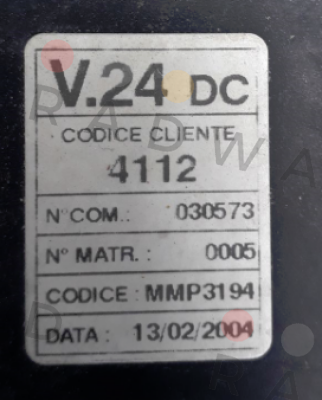 V.24 DC
CODICE CLIENTE
4112
N° COM.: 030573
N° MATR. : 0005
CODICE : MMP3194
DATA : 13/02/2004